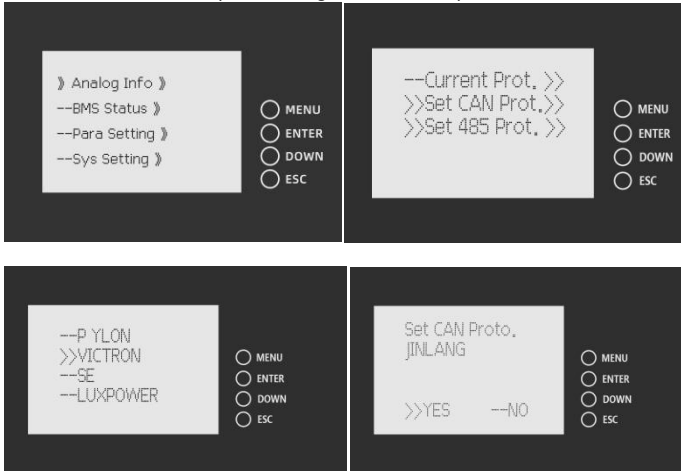 》 Analog Info 》
--BMS Status 》
--Para Setting 》
--Sys Setting 》
MENU
ENTER
DOWN
ESC
--Current Prot. >>
>>Set CAN Prot.>>
>>Set 485 Prot. >>
MENU
ENTER
DOWN
ESC
--P YLON
>>VICTRON
--SE
--LUXPOWER
MENU
ENTER
DOWN
ESC
Set CAN Proto.
JINLANG
>>YES --NO
MENU
ENTER
DOWN
ESC